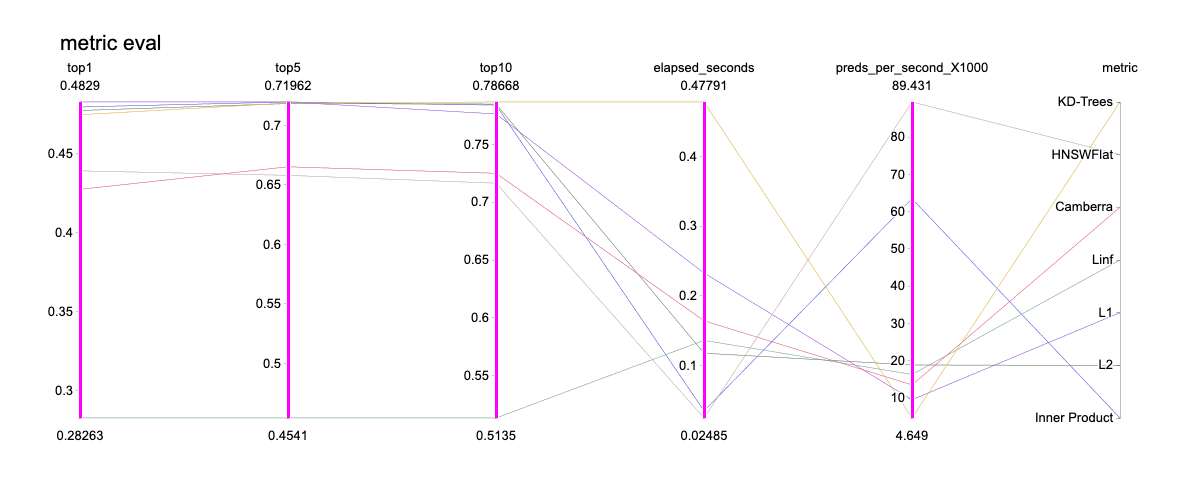 metric eval
top1 top5 top10 elapsed_seconds preds_per_second_X1000 metric
0.4829 0.71962 0.78668 0.47791 89.431
KD-Trees
80
0.7
0.75
0.45 0.4 HNSWFlat
70
0.65
0.7 Camberra
60
0.4 0.3
0.6 50
0.65 Linf
40
0.35 0.55 0.6 0.2 30 L1
20
0.5 0.1 L2
0.3 0.55
10
Inner Product
0.28263 0.4541 0.5135 0.02485 4.649